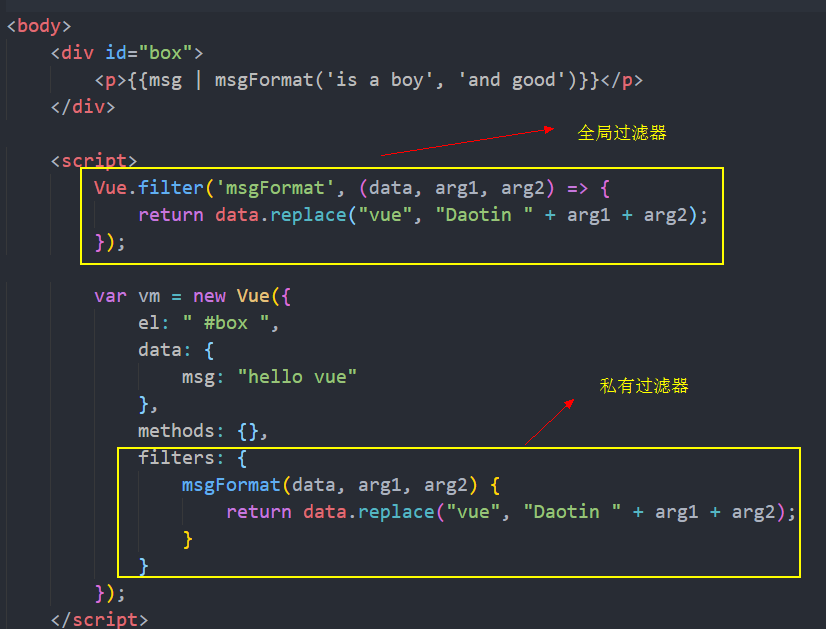 <body>
<div id="box">
<p>{{msg | msgFormat('is a boy', 'and good')}}</p>
</div>
全局过滤器
<script>
Vue.filter('msgFormat', (data, arg1, arg2) => {
return data.replace("vue", "Daotin " + arg1 + arg2);
});
var vm = new Vue({
el: " #box ",
data: {
msg: "hello vue"
},
私有过滤器
methods: {},
filters: {
msgFormat(data, arg1, arg2) {
return data.replace("vue", "Daotin " + arg1 + arg2);
}
}
});
</script>